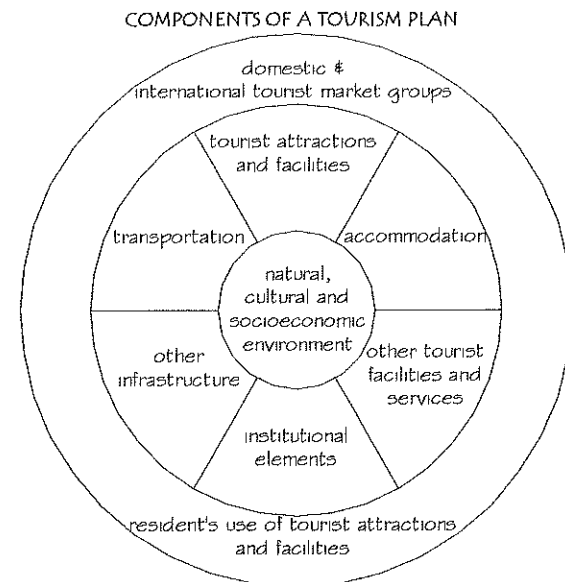 COMPONENTS OF A TOURISM PLAN
domestic &
international tourist market groups
tourist attractions
and facilities
transportation
accommodation
natural,
cultural and
socioeconomic
environment
other
infrastructure
other tourist
facilities and
services
institutional
elements
resident's use of tourist attractions
and facilities